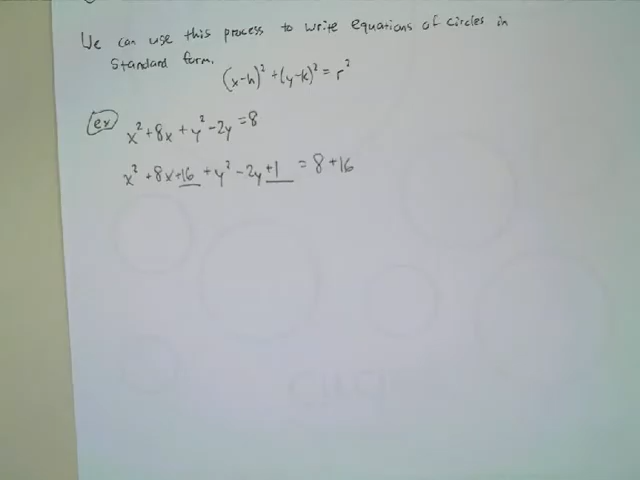 We can use this process to write equations of circles in
standard form.
(x-h)² + (y-k)² = r²
ex
x² + 8x + y² - 2y = 8
x² + 8x + 16 + y² - 2y + 1 = 8 + 16